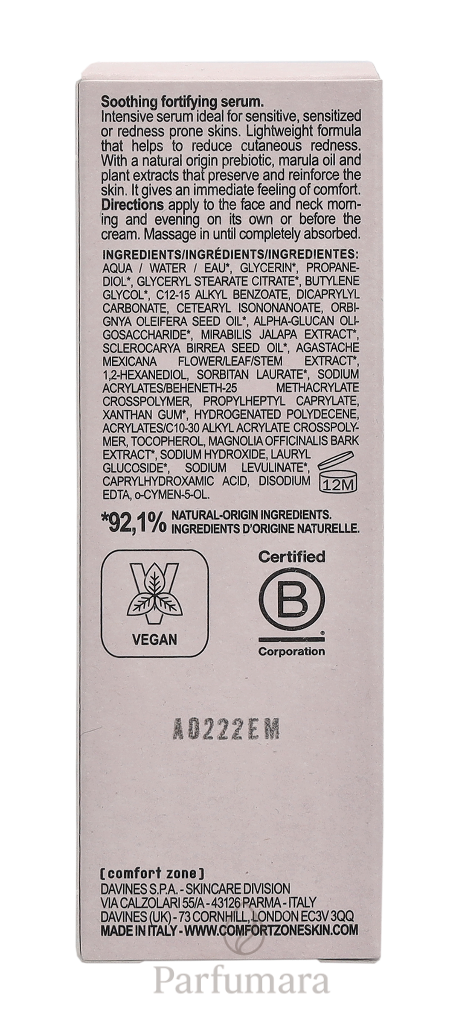 Soothing fortifying serum.
Intensive serum ideal for sensitive, sensitized
or redness prone skins. Lightweight formula
that helps to reduce cutaneous redness.
With a natural origin prebiotic, marula oil and
plant extracts that preserve and reinforce the
skin. It gives an immediate feeling of comfort.
Directions apply to the face and neck morn-
ing and evening on its own or before the
cream. Massage in until completely absorbed.
INGREDIENTS/INGRÉDIENTS/INGREDIENTES:
AQUA / WATER / EAU*, GLYCERIN*, PROPANE-
DIOL*, GLYCERYL STEARATE CITRATE*, BUTYLENE
GLYCOL*, C12-15 ALKYL BENZOATE, DICAPRYLYL
CARBONATE, CETEARYL ISONONANOATE, ORBI-
GNYA OLEIFERA SEED OIL*, ALPHA-GLUCAN OLI-
GOSACCHARIDE*, MIRABILIS JALAPA EXTRACT*,
SCLEROCARYA BIRREA SEED OIL*, AGASTACHE
MEXICANA FLOWER/LEAF/STEM EXTRACT*,
1,2-HEXANEDIOL, SORBITAN LAURATE*, SODIUM
ACRYLATES/BEHENETH-25 METHACRYLATE
CROSSPOLYMER, PROPYLHEPTYL CAPRYLATE,
XANTHAN GUM*, HYDROGENATED POLYDECENE,
ACRYLATES/C10-30 ALKYL ACRYLATE CROSSPOLY-
MER, TOCOPHEROL, MAGNOLIA OFFICINALIS BARK
EXTRACT*, SODIUM HYDROXIDE, LAURYL
GLUCOSIDE*, SODIUM LEVULINATE*,
CAPRYLHYDROXAMIC ACID, DISODIUM
EDTA, o-CYMEN-5-OL.
12M
*92,1% NATURAL-ORIGIN INGREDIENTS.
INGREDIENTS D'ORIGINE NATURELLE.
V
VEGAN
Certified
B
Corporation
A0222EM
[comfort zone]
DAVINES S.P.A. - SKINCARE DIVISION
VIA CALZOLARI 55/A - 43126 PARMA - ITALY
DAVINES (UK) - 73 CORNHILL, LONDON EC3V 3QQ
MADE IN ITALY - WWW.COMFORTZONESKIN.COM
Parfumara